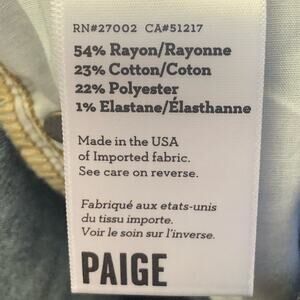 RN#27002 CA#51217
54% Rayon/Rayonne
23% Cotton/Coton
22% Polyester
1% Elastane/Élasthanne
Made in the USA
of Imported fabric.
See care on reverse.
Fabriqué aux etats-unis
du tissu importe.
Voir le soin sur l'inverse.
PAIGE